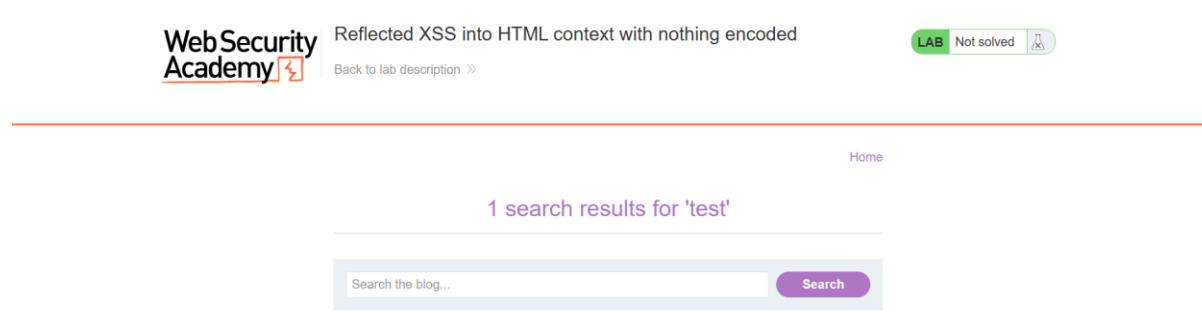 Web Security
Academy
Reflected XSS into HTML context with nothing encoded
Back to lab description >>
LAB Not solved
Home
1 search results for 'test'
Search the blog...
Search